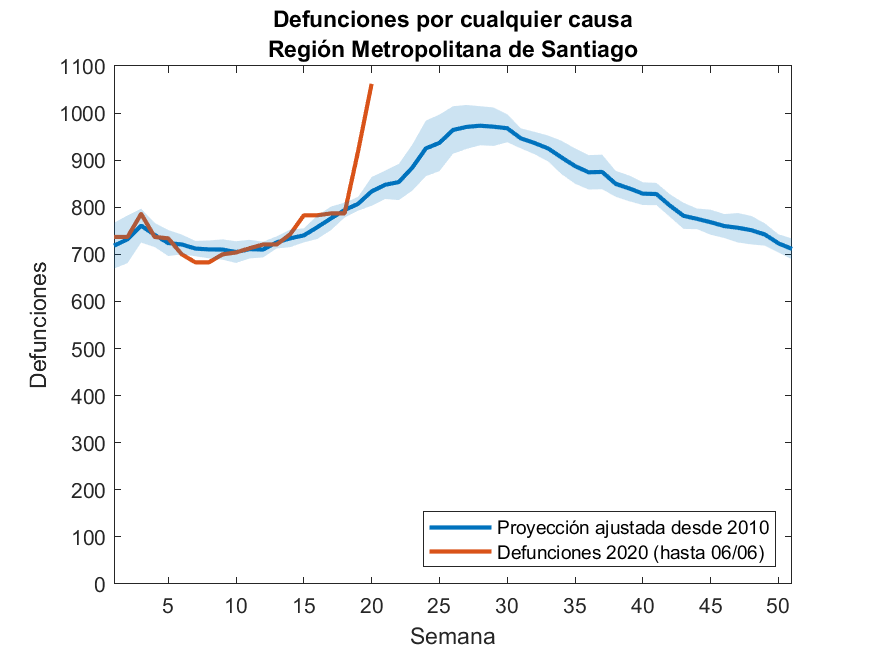 Defunciones por cualquier causa
Región Metropolitana de Santiago
1100
1000
900
800
700
600
500
400
300
200
100
0
Defunciones
5 10 15 20 25 30 35 40 45 50
Semana
Proyección ajustada desde 2010
Defunciones 2020 (hasta 06/06)